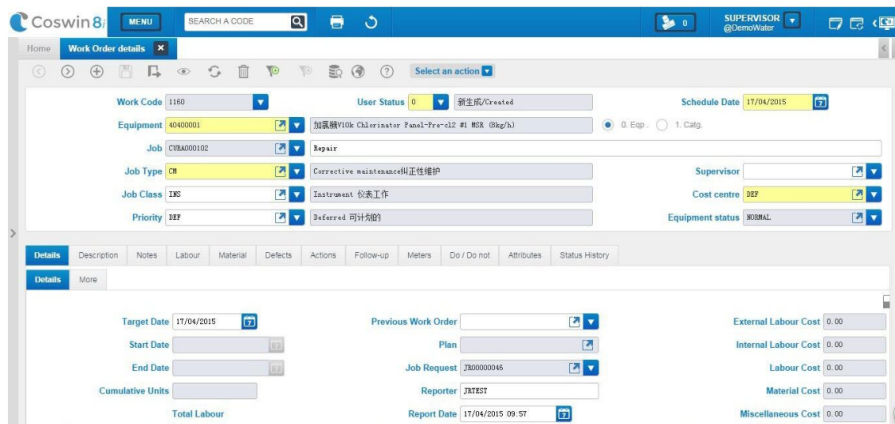 Coswin 8i MENU SEARCH A CODE 0 SUPERVISOR
@DemoWater
Home Work Order details
Select an action
Work Code 1160 User Status 0 新生成/Created Schedule Date 17/04/2015
Equipment 40400001 加氯機V10k Chlorinator Panel-Pre-cl2 #1 MSR (8kg/h) 0. Eqp. 1. Catg.
Job CVRA000102 Repair
Job Type CM Corrective maintenance纠正性维护 Supervisor
Job Class INS Instrument 仪表工作 Cost centre DEF
Priority DEF Deferred 可计划的 Equipment status NORMAL
Details Description Notes Labour Material Defects Actions Follow-up Meters Do / Do not Attributes Status History
Details More
Target Date 17/04/2015 Previous Work Order External Labour Cost 0.00
Start Date Plan Internal Labour Cost 0.00
End Date Job Request JR00000046 Labour Cost 0.00
Cumulative Units Reporter JRTEST Material Cost 0.00
Total Labour Report Date 17/04/2015 09:57 Miscellaneous Cost 0.00